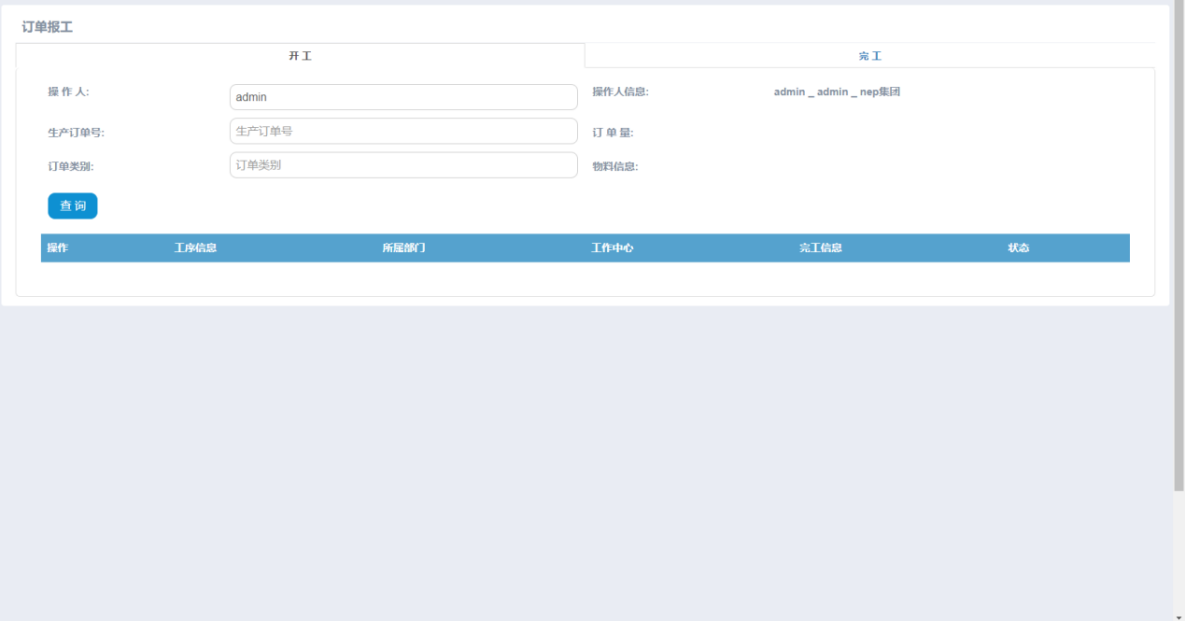 订单报工
开工 完工
操 作 人: admin 操作人信息: admin _ admin _ nep集团
生产订单号: 生产订单号 订 单 量:
订单类别: 订单类别 物料信息:
查 询
操作 工序信息 所属部门 工作中心 完工信息 状态